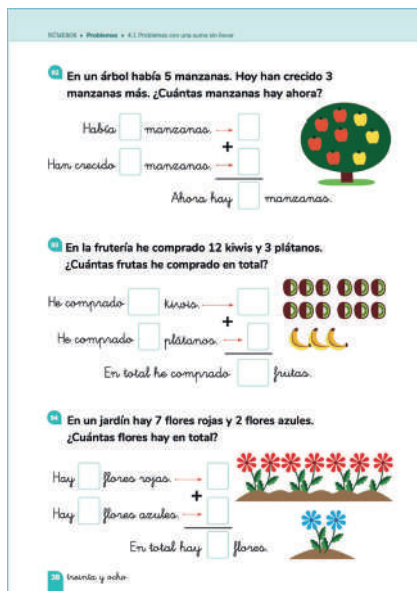 NÚMEROS • Problemas • 4.1. Problemas con una suma sin llevar
92 En un árbol había 5 manzanas. Hoy han crecido 3
manzanas más. ¿Cuántas manzanas hay ahora?
Había manzanas.
+
Han crecido manzanas.
Ahora hay manzanas.
93 En la frutería he comprado 12 kiwis y 3 plátanos.
¿Cuántas frutas he comprado en total?
He comprado kiwis.
+
He comprado plátanos.
En total he comprado frutas.
94 En un jardín hay 7 flores rojas y 2 flores azules.
¿Cuántas flores hay en total?
Hay flores rojas.
+
Hay flores azules.
En total hay flores.
38 treinta y ocho